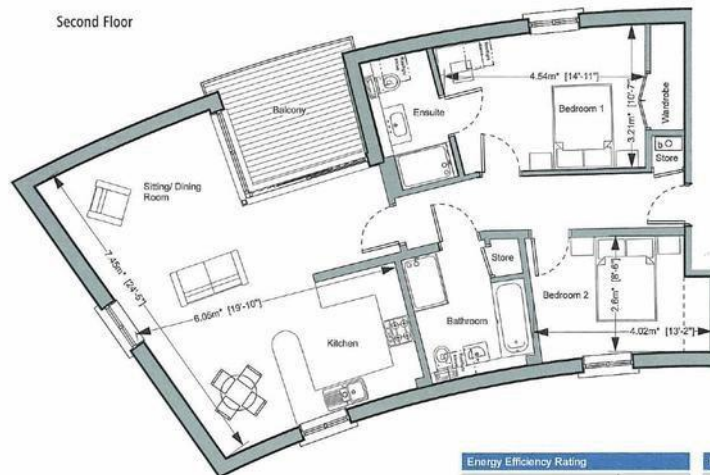 Second Floor
Balcony
Ensuite
4.54m* [14'-11"]
Bedroom 1
3.21m* [10'-7"]
Wardrobe
Store
Sitting/ Dining
Room
7.45m* [24'-5"]
6.05m* [19'-10"]
Kitchen
Store
Bathroom
Bedroom 2
2.6m* [8'-6"]
4.02m* [13'-2"]
Energy Efficiency Rating